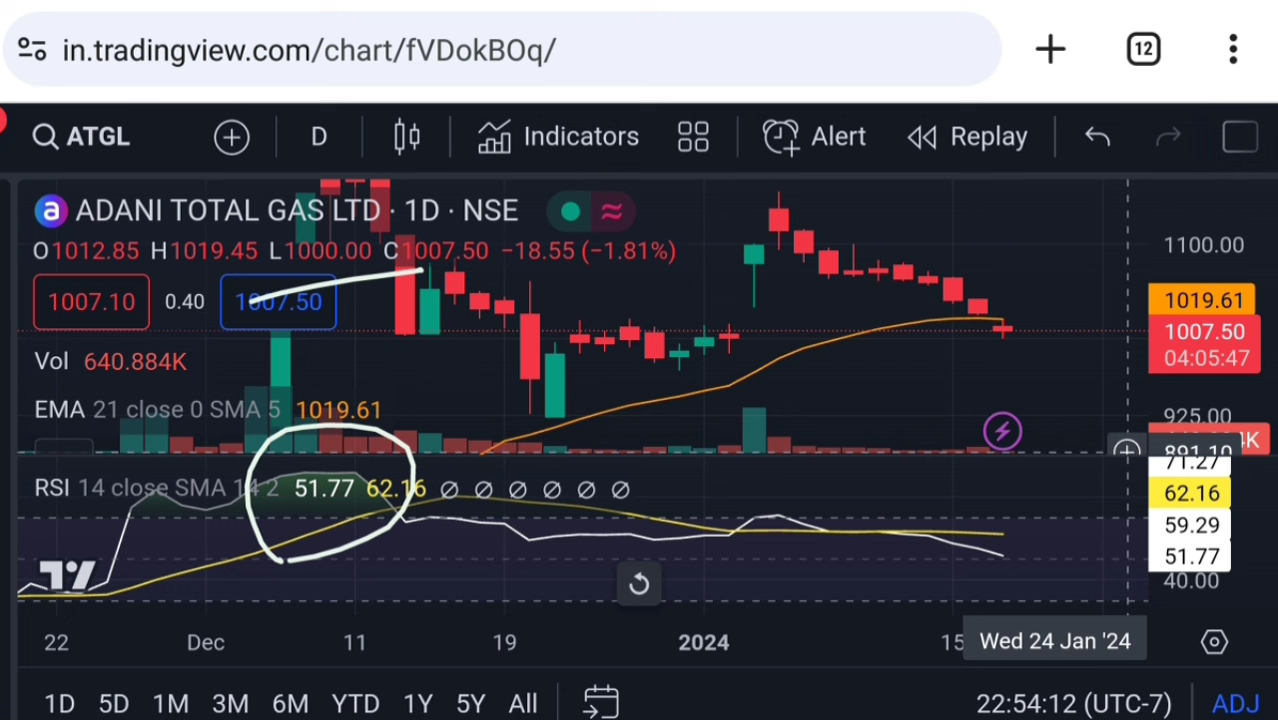 in.tradingview.com/chart/fVDokBOq/ 12
ATGL D Indicators Alert Replay
a ADANI TOTAL GAS LTD · 1D · NSE
O1012.85 H1019.45 L1000.00 C1007.50 −18.55 (−1.81%)
1100.00
1007.10 0.40 1007.50
1019.61
1007.50
04:05:47
Vol 640.884K
EMA 21 close 0 SMA 5 1019.61
925.00
K
891.10
71.27
RSI 14 close SMA 14 2 51.77 62.16 ∅ ∅ ∅ ∅ ∅ ∅
62.16
59.29
51.77
40.00
22 Dec 11 19 2024 15 Wed 24 Jan '24
1D 5D 1M 3M 6M YTD 1Y 5Y All 22:54:12 (UTC-7) ADJ